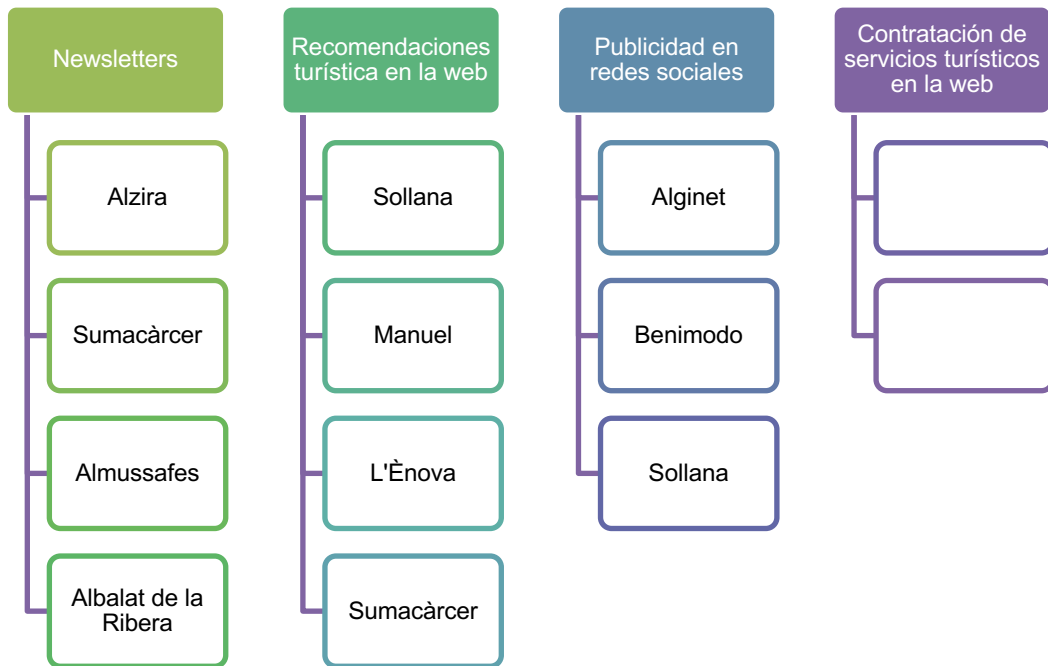 Newsletters
Alzira
Sumacàrcer
Almussafes
Albalat de la
Ribera
Recomendaciones
turística en la web
Sollana
Manuel
L'Ènova
Sumacàrcer
Publicidad en
redes sociales
Alginet
Benimodo
Sollana
Contratación de
servicios turísticos
en la web